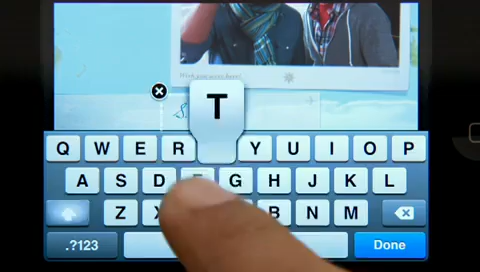 Wish you were here!
T
Q W E R Y U I O P
A S D F G H J K L
Z X B N M
.?123 Done